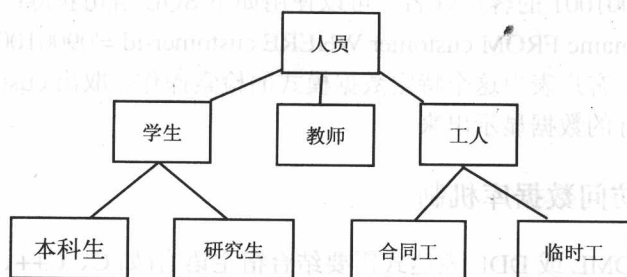 人员
学生 教师 工人
本科生 研究生 合同工 临时工